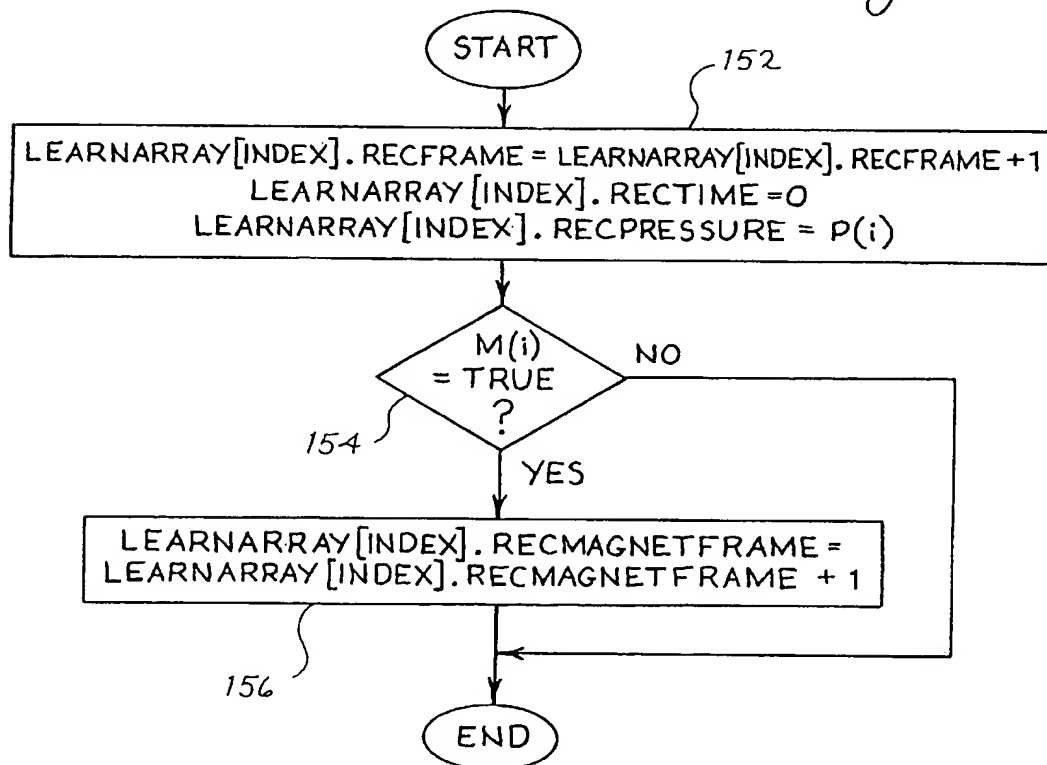 START
152
LEARNARRAY[INDEX].RECFRAME = LEARNARRAY[INDEX].RECFRAME +1
LEARNARRAY[INDEX].RECTIME =0
LEARNARRAY[INDEX].RECPRESSURE = P(i)
M(i)
= TRUE
?
NO
154
YES
LEARNARRAY[INDEX].RECMAGNETFRAME =
LEARNARRAY[INDEX].RECMAGNETFRAME + 1
156
END